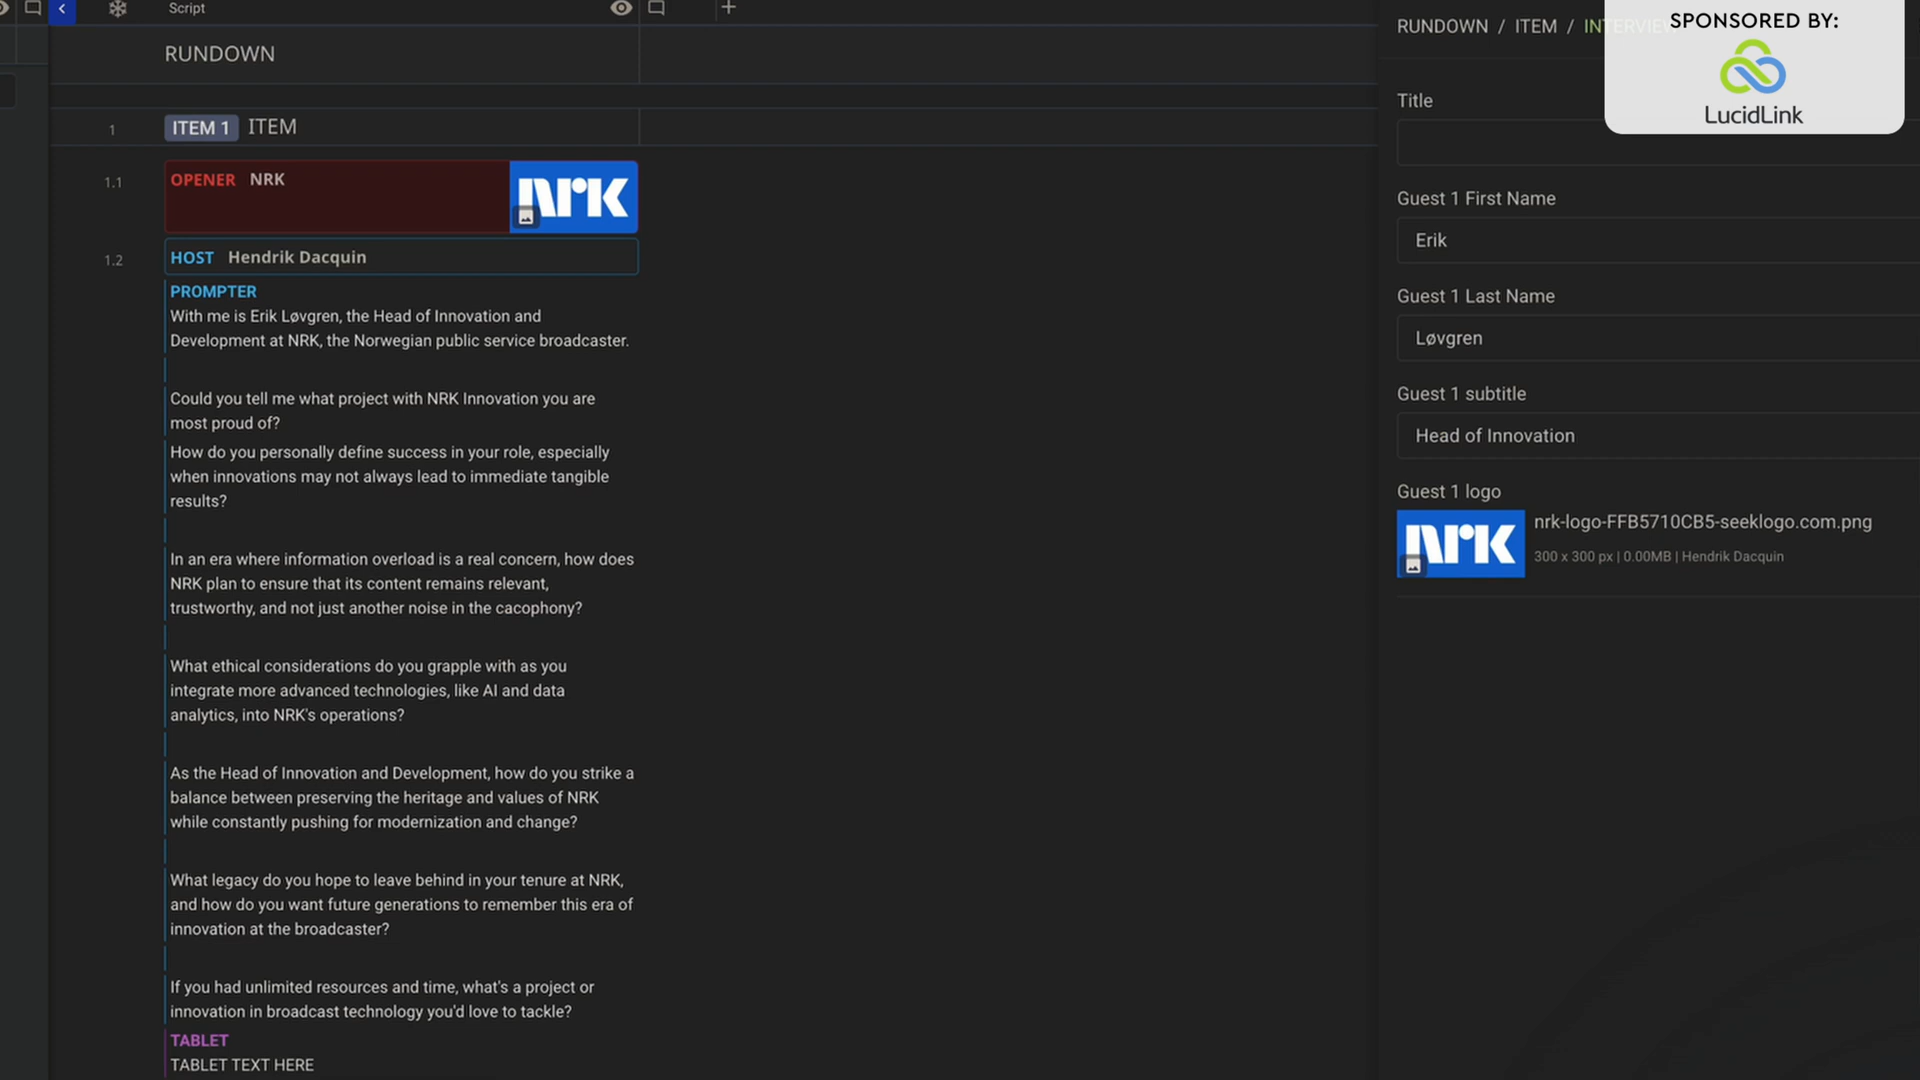 Script
RUNDOWN
1 ITEM 1 ITEM
1.1 OPENER NRK
NRK
1.2 HOST Hendrik Dacquin
PROMPTER
With me is Erik Løvgren, the Head of Innovation and
Development at NRK, the Norwegian public service broadcaster.
Could you tell me what project with NRK Innovation you are
most proud of?
How do you personally define success in your role, especially
when innovations may not always lead to immediate tangible
results?
In an era where information overload is a real concern, how does
NRK plan to ensure that its content remains relevant,
trustworthy, and not just another noise in the cacophony?
What ethical considerations do you grapple with as you
integrate more advanced technologies, like AI and data
analytics, into NRK's operations?
As the Head of Innovation and Development, how do you strike a
balance between preserving the heritage and values of NRK
while constantly pushing for modernization and change?
What legacy do you hope to leave behind in your tenure at NRK,
and how do you want future generations to remember this era of
innovation at the broadcaster?
If you had unlimited resources and time, what's a project or
innovation in broadcast technology you'd love to tackle?
TABLET
TABLET TEXT HERE
RUNDOWN / ITEM / INTERVIEW
SPONSORED BY:
LucidLink
Title
Guest 1 First Name
Erik
Guest 1 Last Name
Løvgren
Guest 1 subtitle
Head of Innovation
Guest 1 logo
NRK
nrk-logo-FFB5710CB5-seeklogo.com.png
300 x 300 px | 0.00MB | Hendrik Dacquin